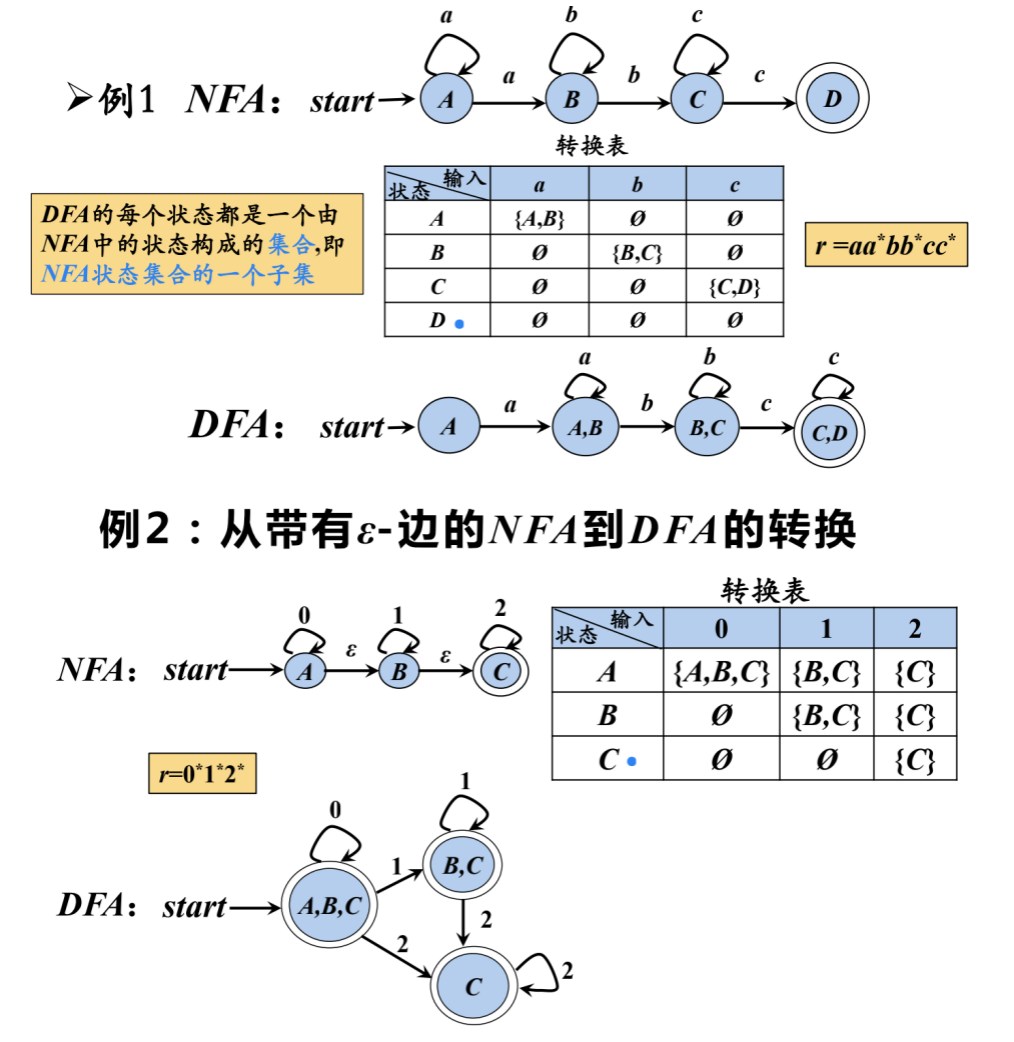 a b c
➢例1 NFA: start A a B b C c D
转换表
状态 输入 a b c
A {A,B} Ø Ø
B Ø {B,C} Ø
C Ø Ø {C,D}
D Ø Ø Ø
DFA的每个状态都是一个由
NFA中的状态构成的集合,即
NFA状态集合的一个子集
r =aa*bb*cc*
a b c
DFA: start A a A,B b B,C c C,D
例2:从带有ε-边的NFA到DFA的转换
0 1 2
NFA: start A ε B ε C
转换表
状态 输入 0 1 2
A {A,B,C} {B,C} {C}
B Ø {B,C} {C}
C Ø Ø {C}
r=0*1*2*
0 1
1 B,C
DFA: start A,B,C
2 2
C 2